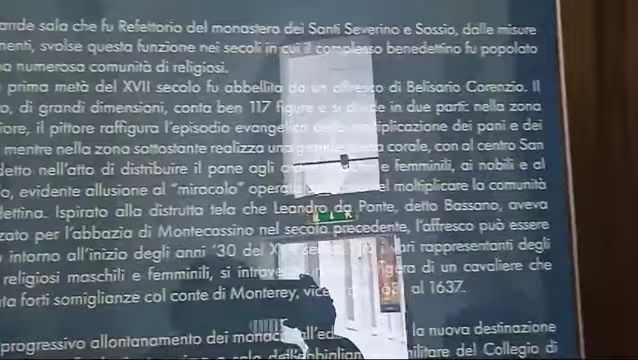 ande sala che fu Refettorio del monastero dei Santi Severino e Sossio, dalle misure
nenti, svolse questa funzione nei secoli in cui il complesso benedettino fu popolato
na numerosa comunità di religiosi.
prima metà del XVII secolo fu abbellita da un affresco di Belisario Corenzio. Il
o, di grandi dimensioni, conta ben 117 figure e si divide in due parti: nella zona
iore, il pittore raffigura l'episodio evangelico della moltiplicazione dei pani e dei
mentre nella zona sottostante realizza una corale, con al centro San
detto nell'atto di distribuire il pane agli e femminili, ai nobili e al
o, evidente allusione al "miracolo" el moltiplicare la comunità
dettina. Ispirato alla distrutta tela che Leandro da Ponte, detto Bassano, aveva
zato per l'abbazia di Montecassino nel secolo precedente, l'affresco può essere
o intorno all'inizio degli anni '30 del rappresentanti degli
religiosi maschili e femminili, si di un cavaliere che
ta forti somiglianze col conte di Monterey, al 1637.
progressivo allontanamento dei monaci la nuova destinazione
militare del Collegio di